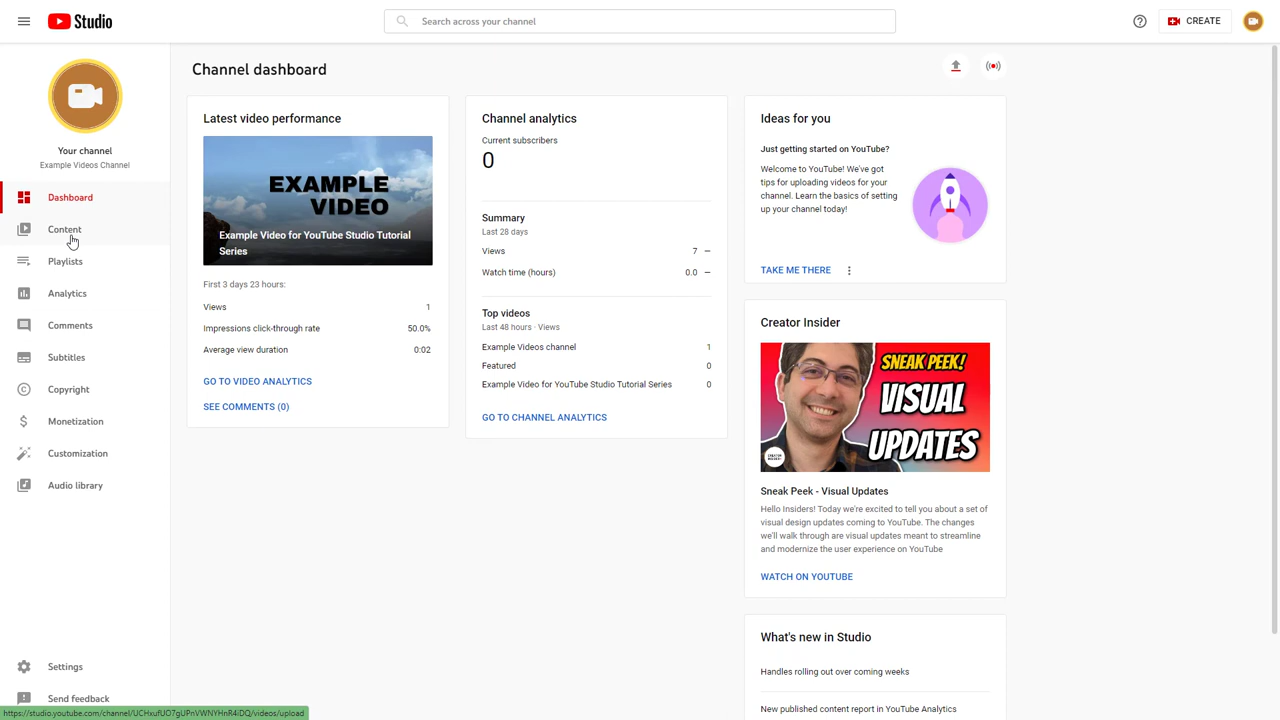 Studio
Search across your channel
CREATE
Your channel
Example Videos Channel
Dashboard
Content
Playlists
Analytics
Comments
Subtitles
Copyright
Monetization
Customization
Audio library
Settings
Send feedback
https://studio.youtube.com/channel/UCHxufUO7gUPnVWNYHnR4iDQ/videos/upload
Channel dashboard
Latest video performance
EXAMPLE
VIDEO
Example Video for YouTube Studio Tutorial
Series
First 3 days 23 hours:
Views 1
Impressions click-through rate 50.0%
Average view duration 0:02
GO TO VIDEO ANALYTICS
SEE COMMENTS (0)
Channel analytics
Current subscribers
0
Summary
Last 28 days
Views 7 —
Watch time (hours) 0.0 —
Top videos
Last 48 hours · Views
Example Videos channel 1
Featured 0
Example Video for YouTube Studio Tutorial Series 0
GO TO CHANNEL ANALYTICS
Ideas for you
Just getting started on YouTube?
Welcome to YouTube! We've got
tips for uploading videos for your
channel. Learn the basics of setting
up your channel today!
TAKE ME THERE
Creator Insider
SNEAK PEEK!
VISUAL
UPDATES
CREATOR
INSIDER
Sneak Peek - Visual Updates
Hello Insiders! Today we're excited to tell you about a set of
visual design updates coming to YouTube. The changes
we'll walk through are visual updates meant to streamline
and modernize the user experience on YouTube
WATCH ON YOUTUBE
What's new in Studio
Handles rolling out over coming weeks
New published content report in YouTube Analytics